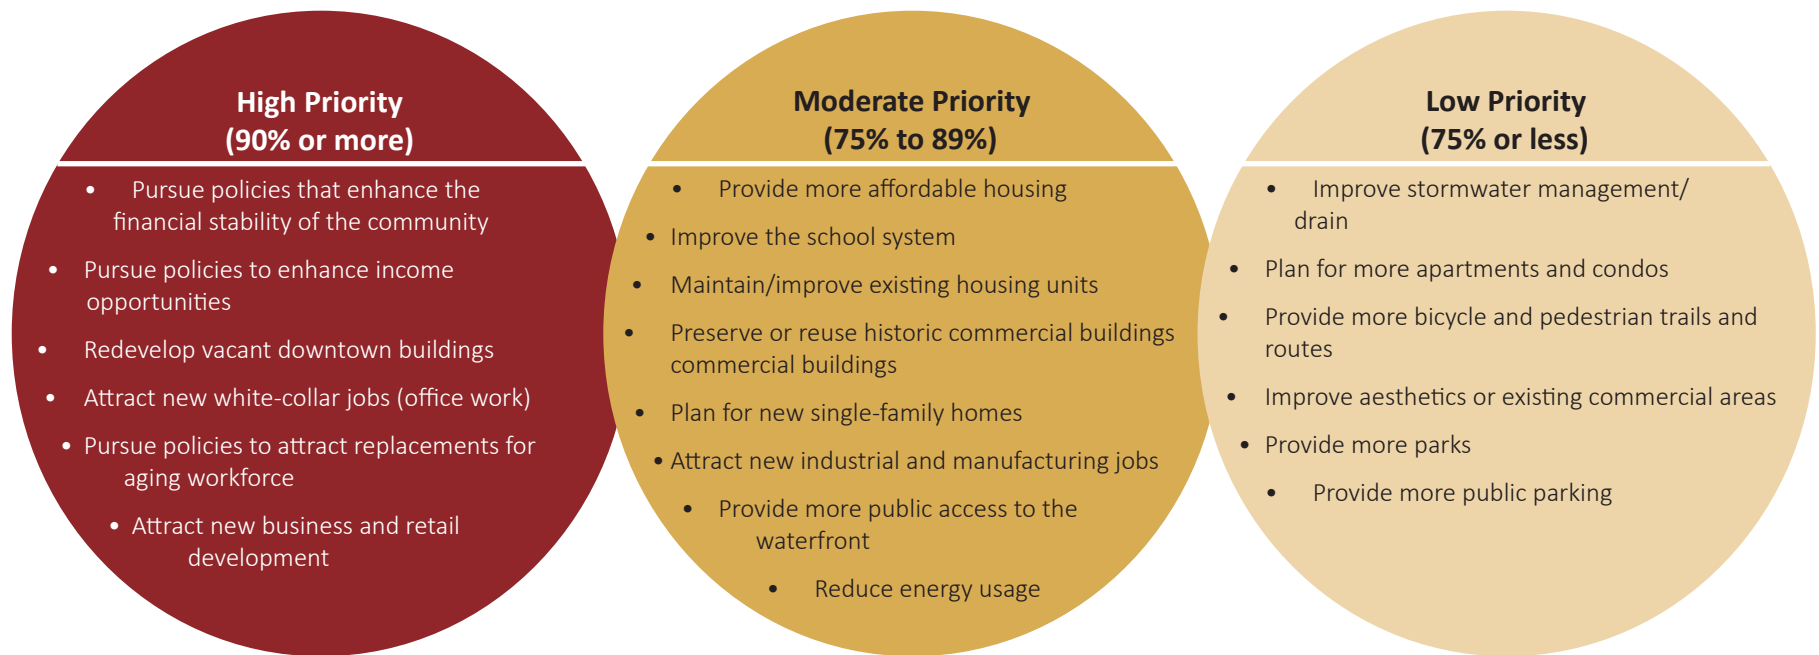 High Priority
(90% or more)
• Pursue policies that enhance the
financial stability of the community
• Pursue policies to enhance income
opportunities
• Redevelop vacant downtown buildings
• Attract new white-collar jobs (office work)
• Pursue policies to attract replacements for
aging workforce
• Attract new business and retail
development
Moderate Priority
(75% to 89%)
• Provide more affordable housing
• Improve the school system
• Maintain/improve existing housing units
• Preserve or reuse historic commercial buildings
commercial buildings
• Plan for new single-family homes
• Attract new industrial and manufacturing jobs
• Provide more public access to the
waterfront
• Reduce energy usage
Low Priority
(75% or less)
• Improve stormwater management/
drain
• Plan for more apartments and condos
• Provide more bicycle and pedestrian trails and
routes
• Improve aesthetics or existing commercial areas
• Provide more parks
• Provide more public parking